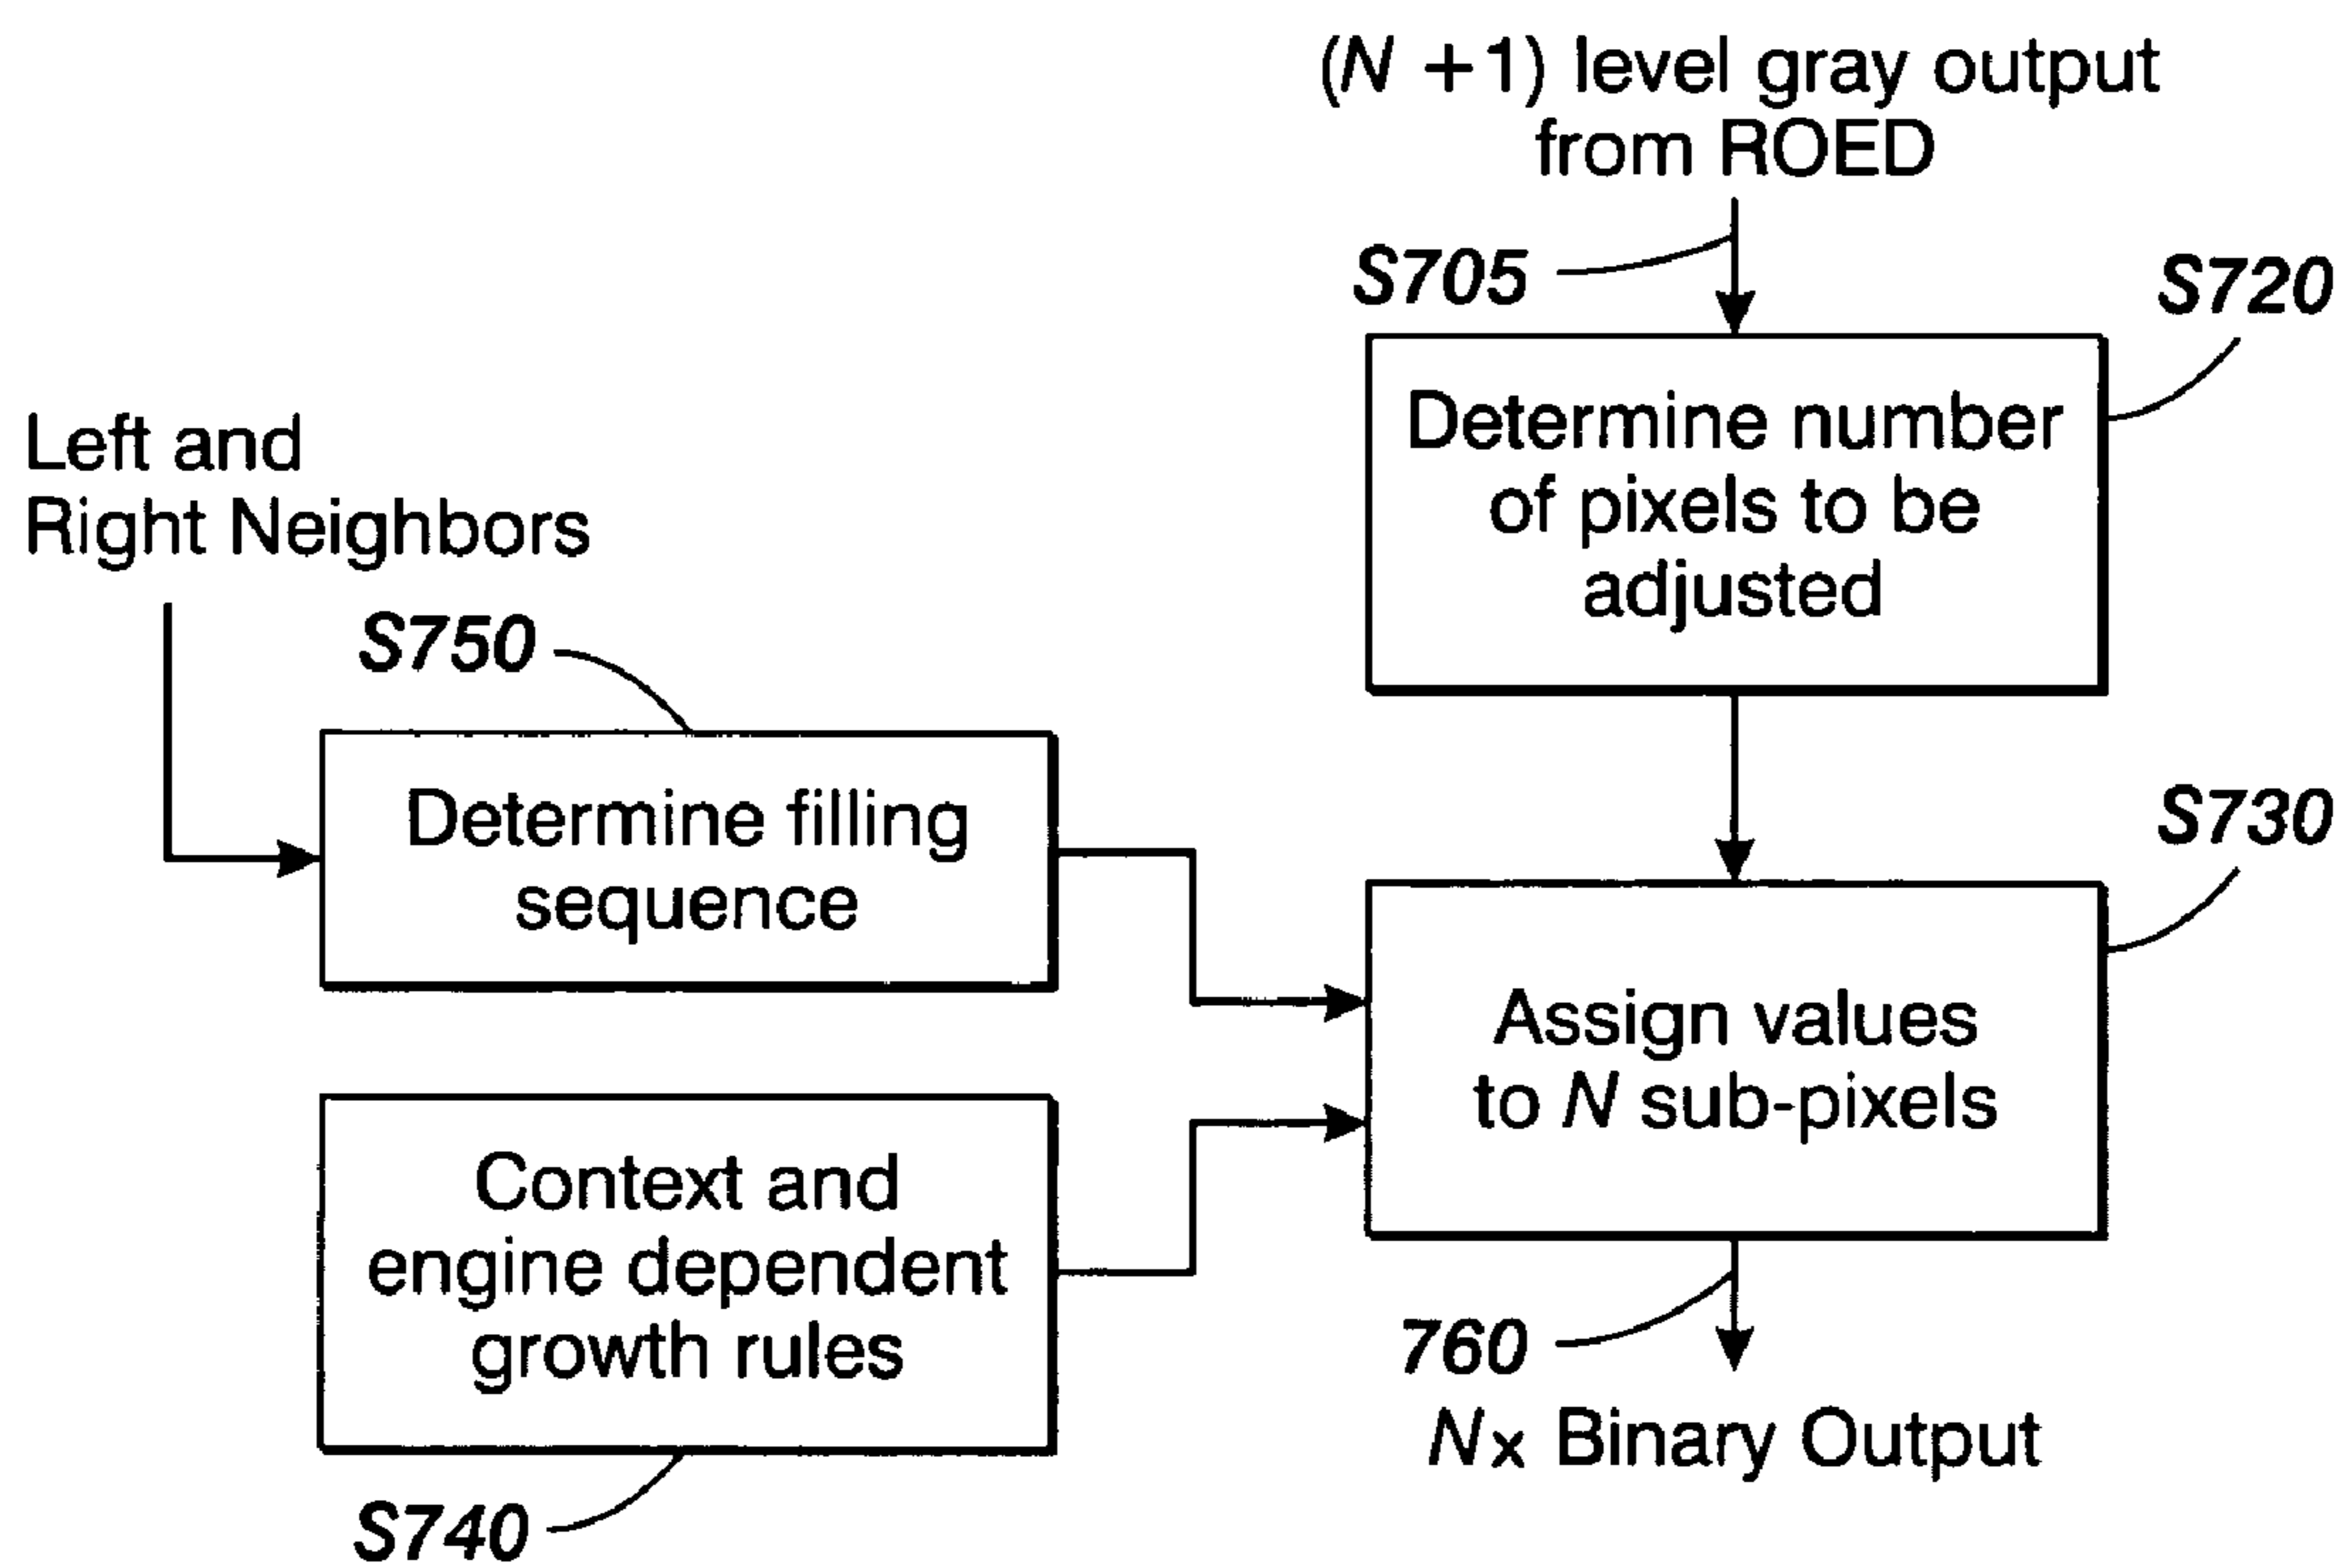 (N + 1) level gray output
from ROED
S705
S720
Determine number
of pixels to be
adjusted
Left and
Right Neighbors
S750
Determine filling
sequence
S730
Assign values
to N sub-pixels
Context and
engine dependent
growth rules
S740
760
Nx Binary Output